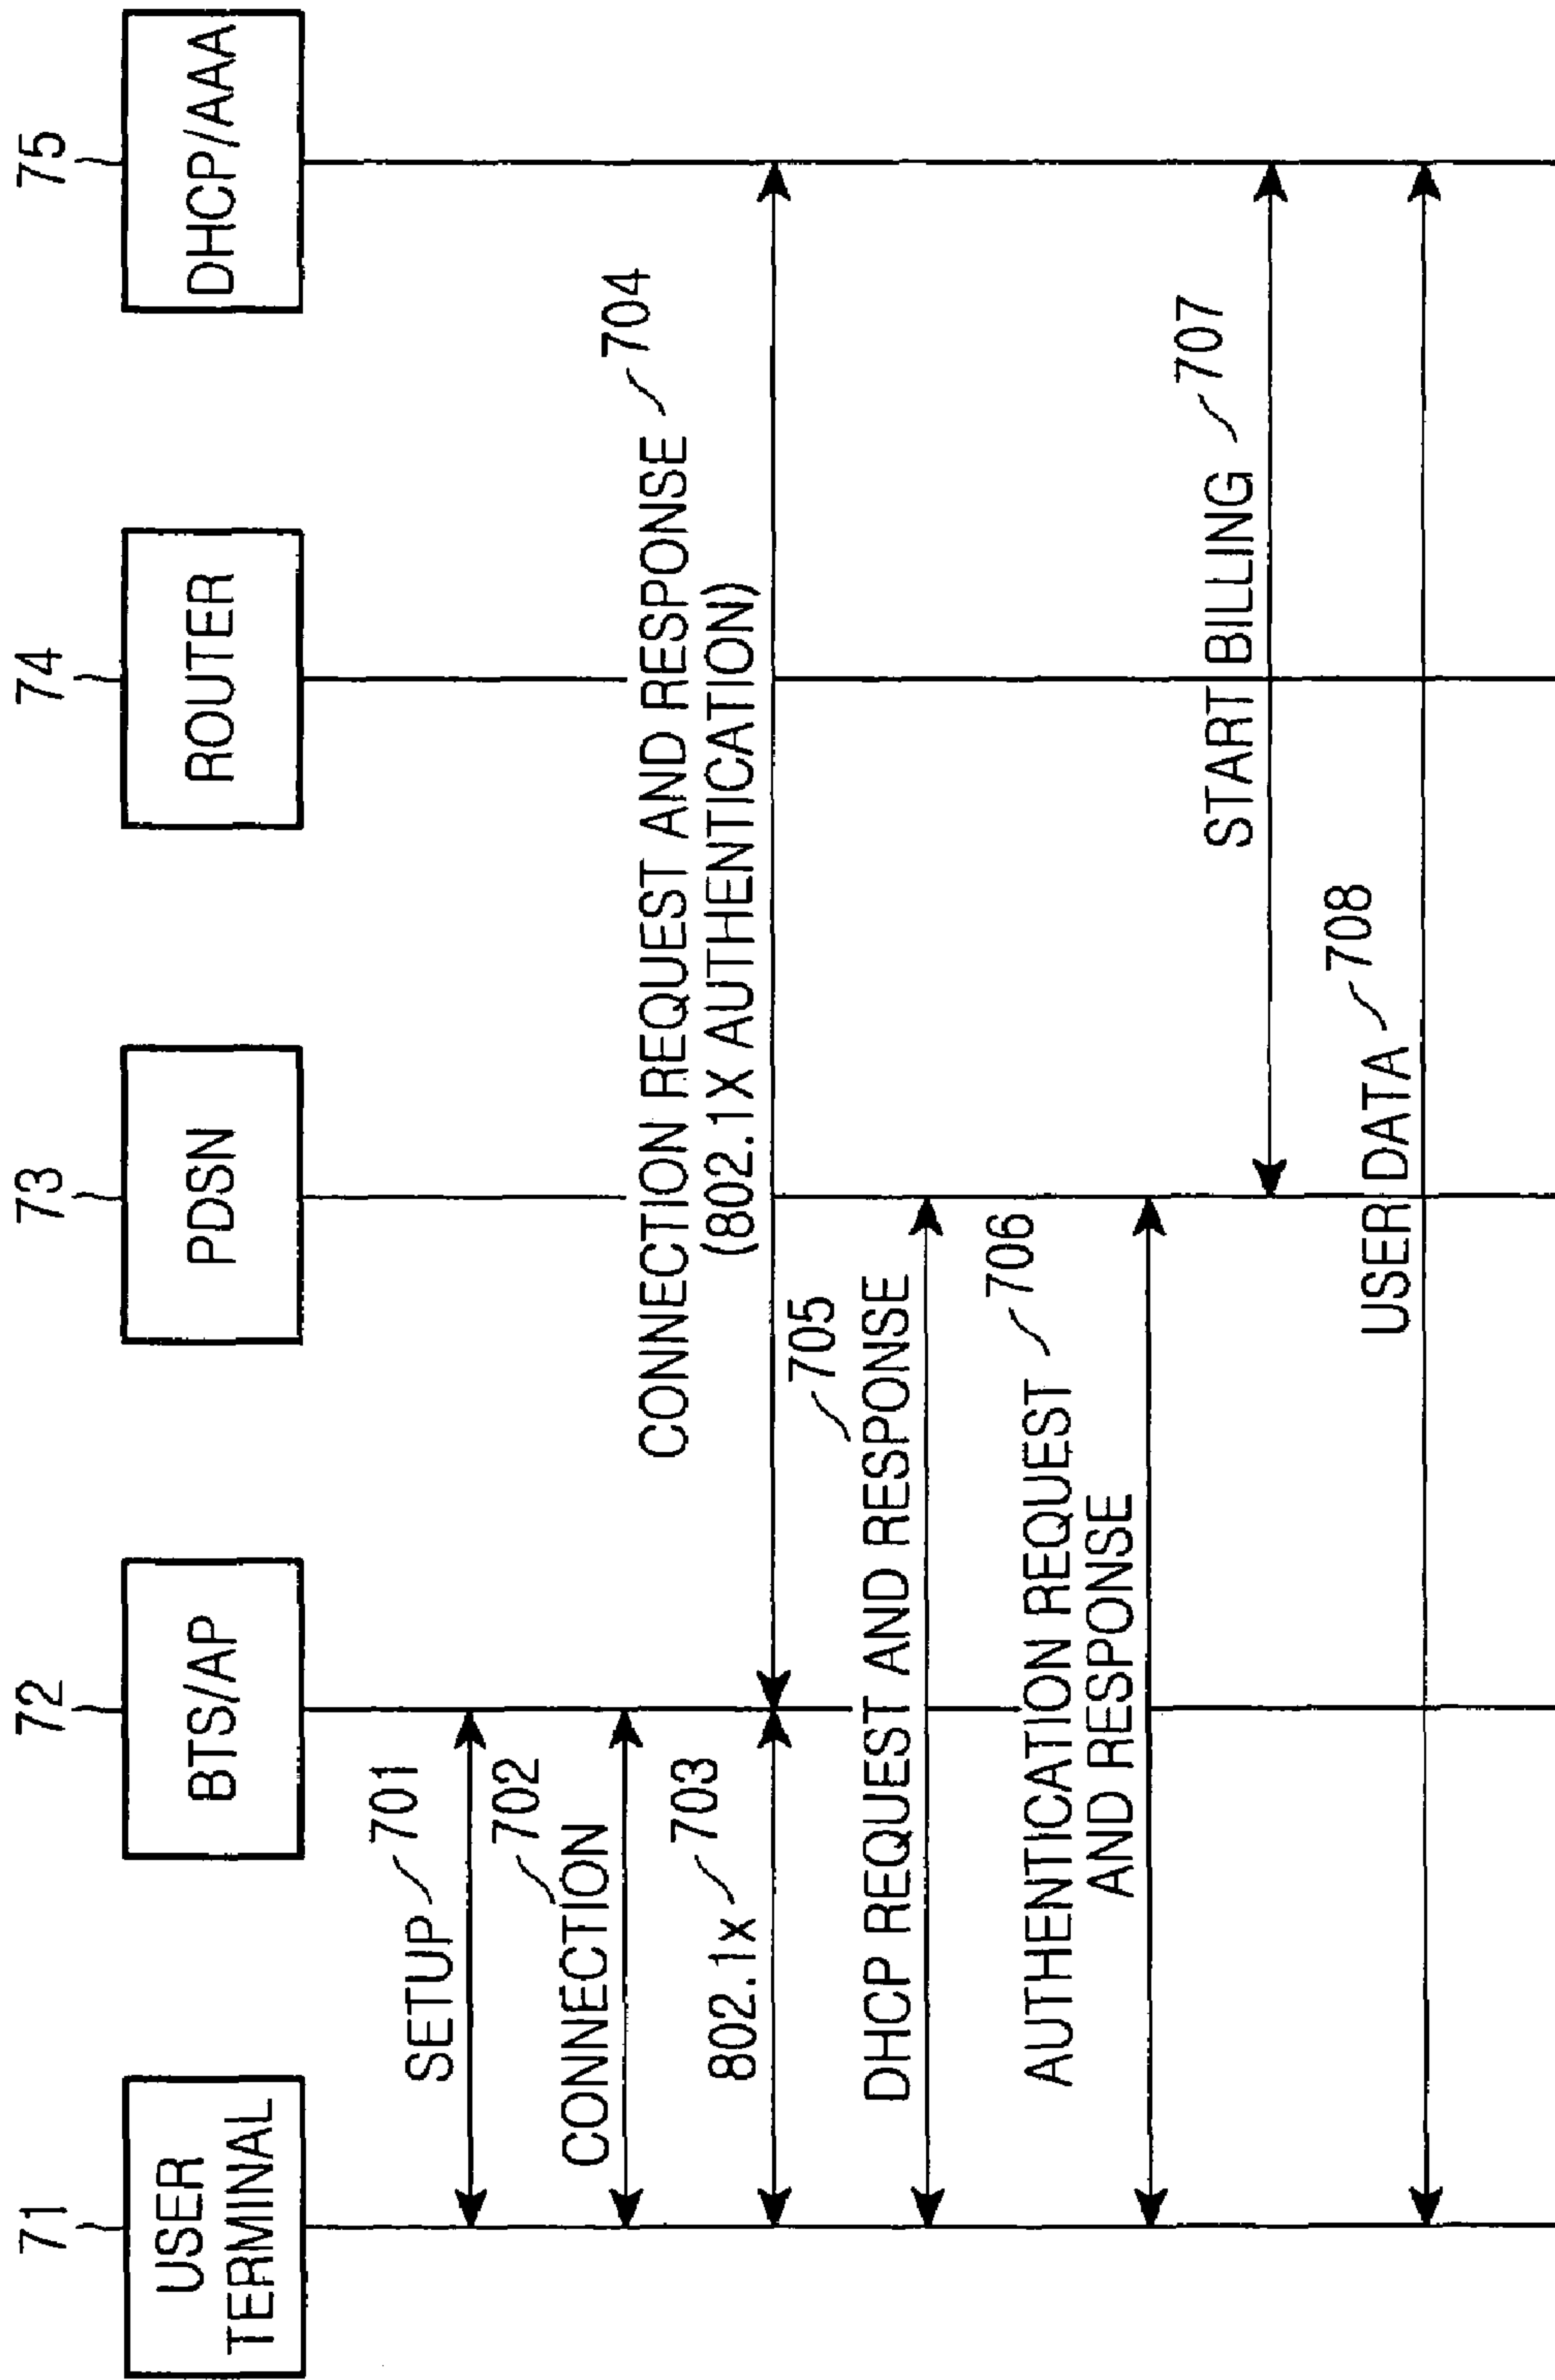 71
72
73
74
75
USER
TERMINAL
BTS/AP
PDSN
ROUTER
DHCP/AAA
SETUP 701
702
CONNECTION
802.1x 703
CONNECTION REQUEST AND RESPONSE 704
(802.1X AUTHENTICATION)
705
DHCP REQUEST AND RESPONSE
AUTHENTICATION REQUEST 706
AND RESPONSE
START BILLING 707
USER DATA 708